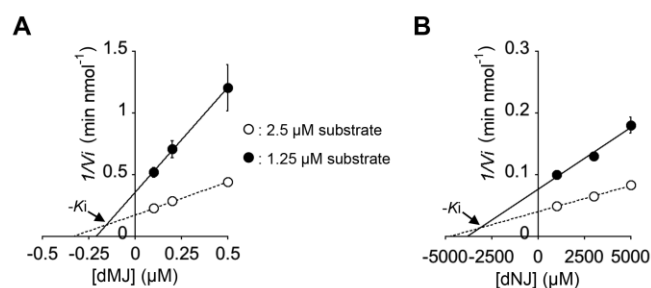 A
1/Vi (min nmol⁻¹)
1.5
1
0.5
0
-Ki
-0.5 -0.25 0 0.25 0.5
[dMJ] (µM)
○ : 2.5 µM substrate
● : 1.25 µM substrate
B
1/Vi (min nmol⁻¹)
0.3
0.2
0.1
0
-Ki
-5000 -2500 0 2500 5000
[dNJ] (µM)